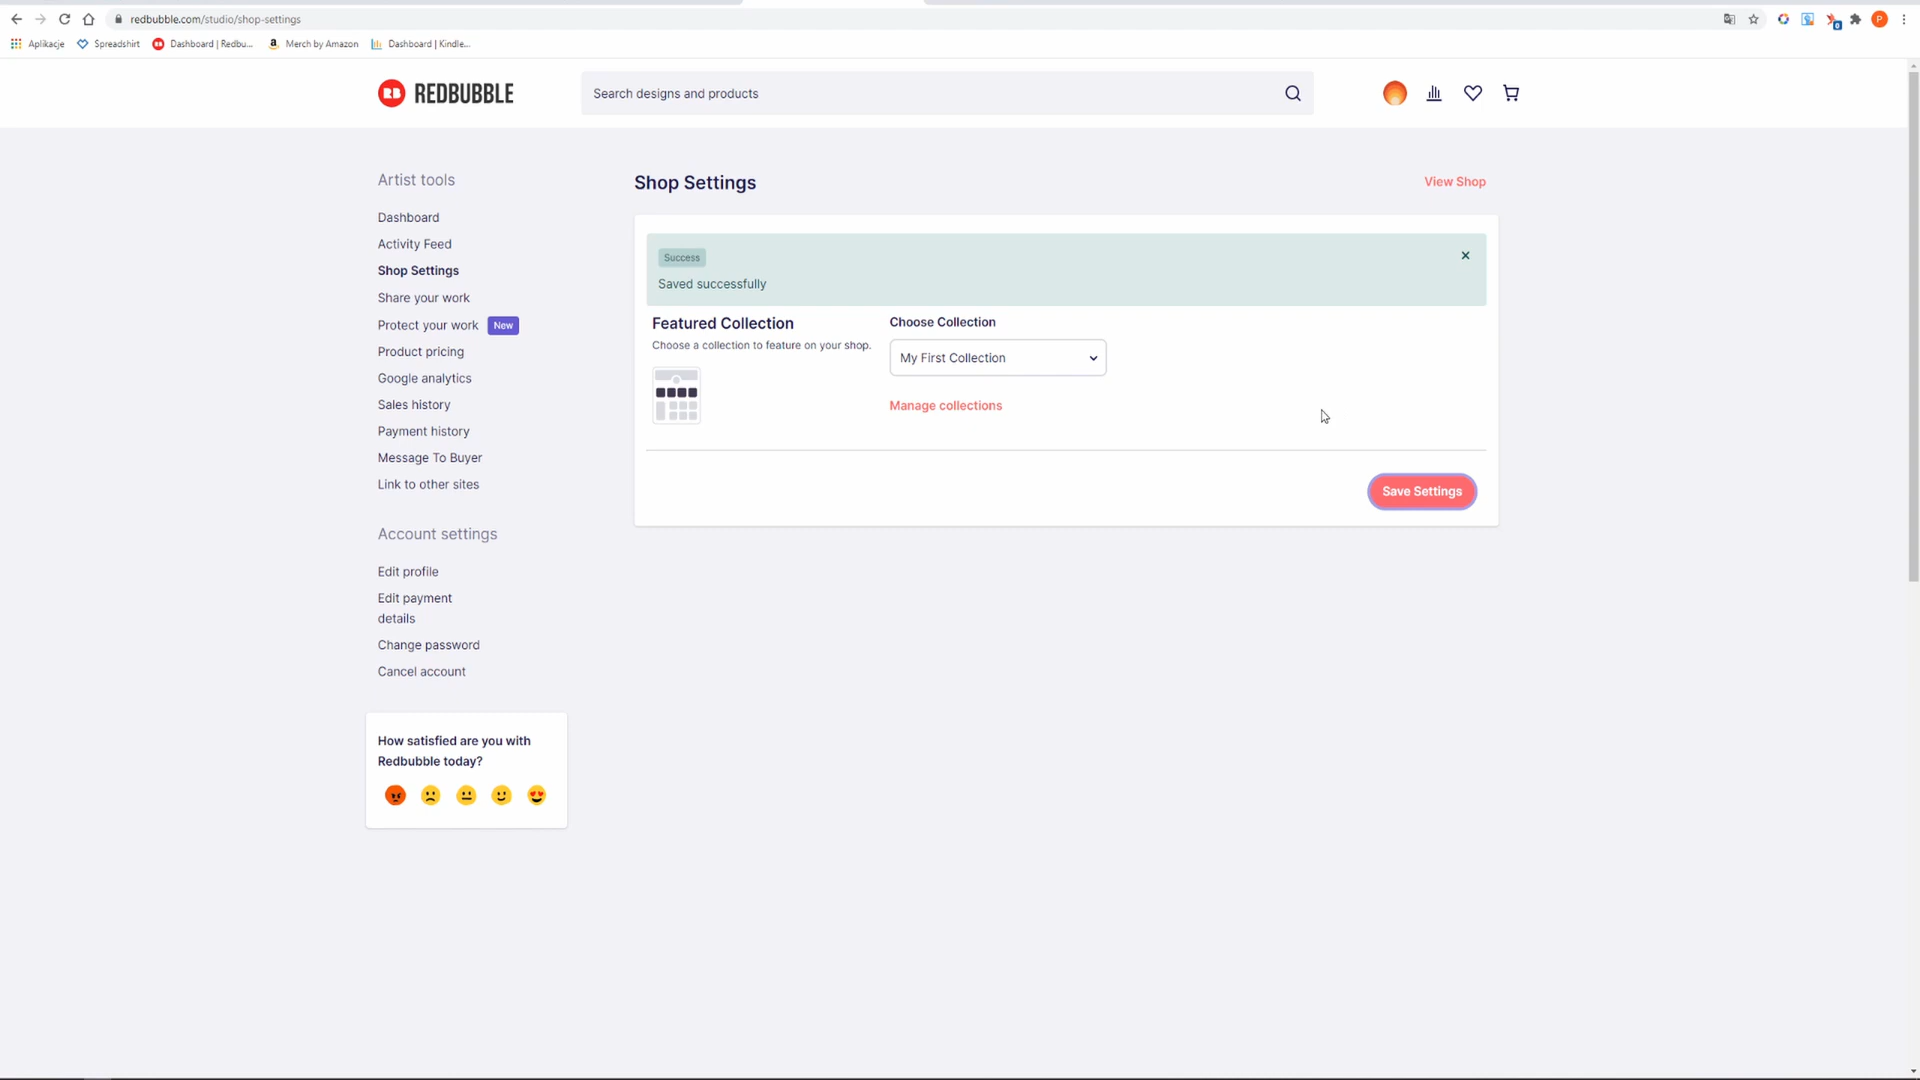 redbubble.com/studio/shop-settings
Aplikacje Spreadshirt Dashboard | Redbu... Merch by Amazon Dashboard | Kindle...
RB REDBUBBLE
Search designs and products
P
0
Artist tools
Dashboard
Activity Feed
Shop Settings
Share your work
Protect your work New
Product pricing
Google analytics
Sales history
Payment history
Message To Buyer
Link to other sites
Account settings
Edit profile
Edit payment
details
Change password
Cancel account
How satisfied are you with
Redbubble today?
Shop Settings
View Shop
Success
Saved successfully
Featured Collection
Choose a collection to feature on your shop.
Choose Collection
My First Collection
Manage collections
Save Settings